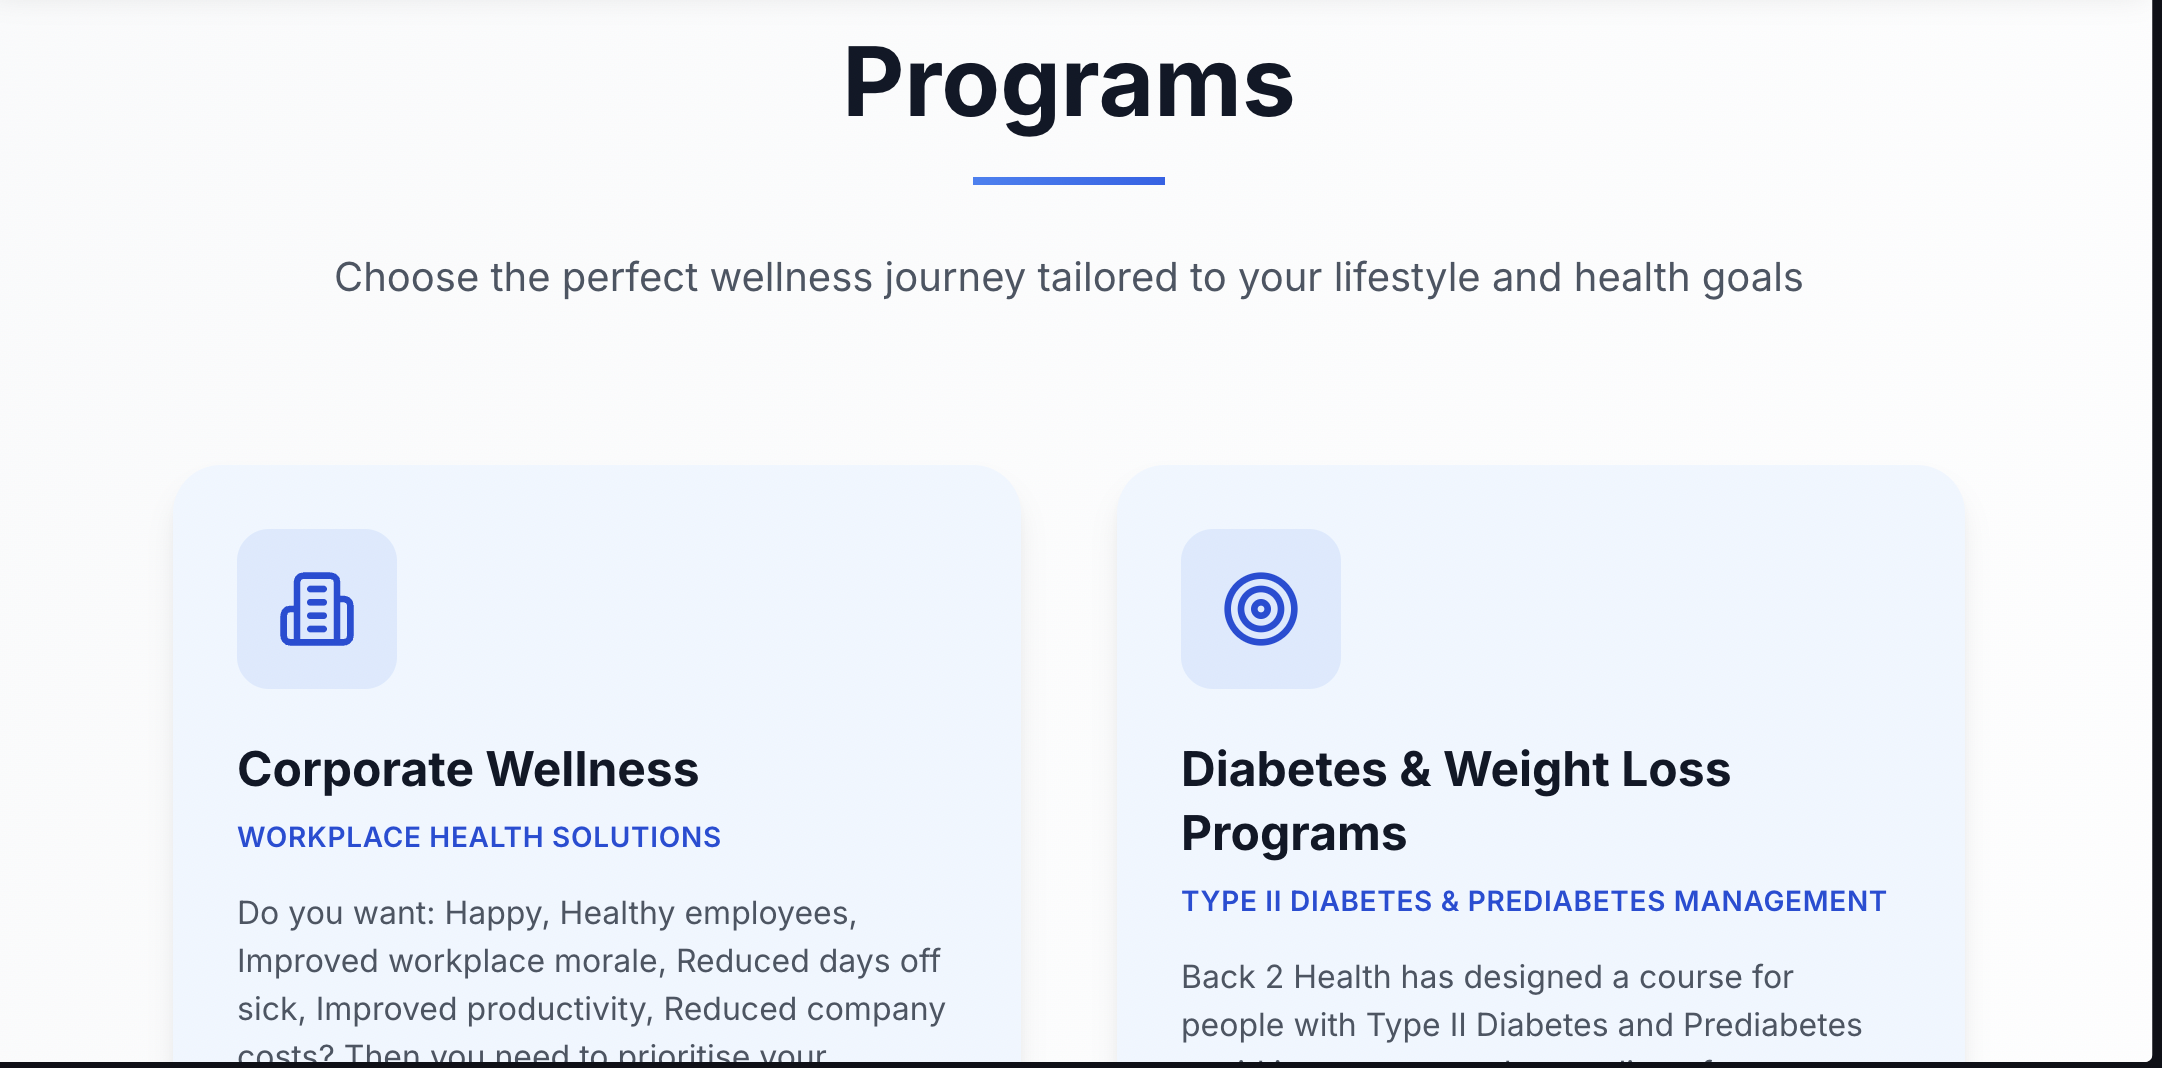 Programs
Choose the perfect wellness journey tailored to your lifestyle and health goals
Corporate Wellness
WORKPLACE HEALTH SOLUTIONS
Do you want: Happy, Healthy employees,
Improved workplace morale, Reduced days off
sick, Improved productivity, Reduced company
costs? Then you need to prioritise your
Diabetes & Weight Loss
Programs
TYPE II DIABETES & PREDIABETES MANAGEMENT
Back 2 Health has designed a course for
people with Type II Diabetes and Prediabetes